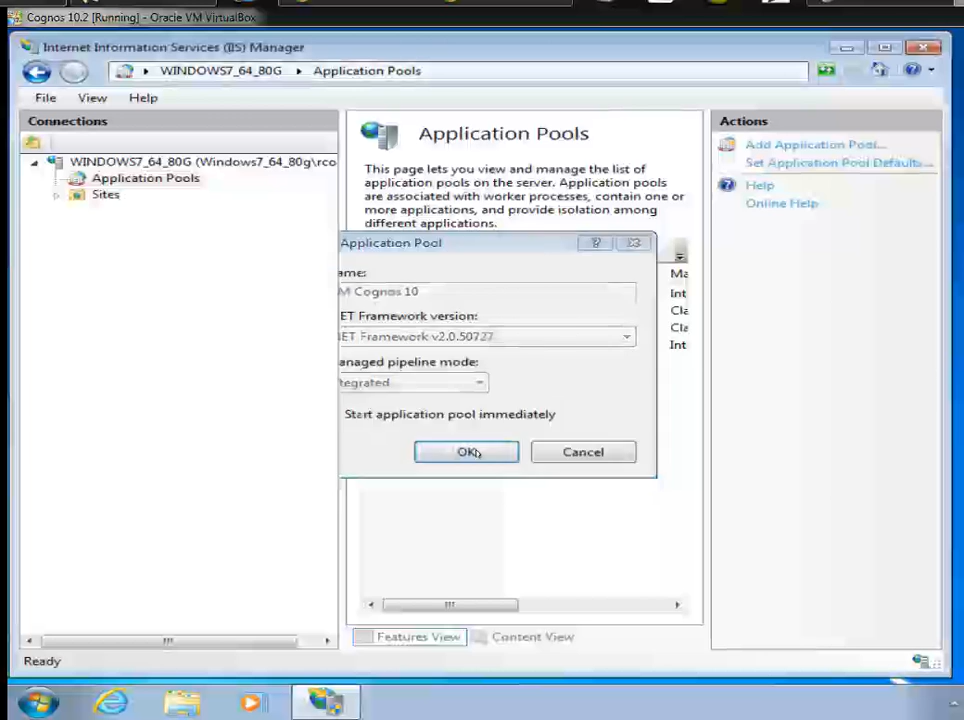 Cognos 10.2 [Running] - Oracle VM VirtualBox
Internet Information Services (IIS) Manager
WINDOWS7_64_80G
Application Pools
File View Help
Connections
WINDOWS7_64_80G (Windows7_64_80g\rco
Application Pools
Sites
Application Pools
This page lets you view and manage the list of
application pools on the server. Application pools
are associated with worker processes, contain one or
more applications, and provide isolation among
different applications.
Application Pool
ame:
M Cognos 10
ET Framework version:
ET Framework v2.0.50727
anaged pipeline mode:
tegrated
Start application pool immediately
OK
Cancel
Ma
Int
Cla
Cla
Int
Features View
Content View
Actions
Add Application Pool...
Set Application Pool Defaults...
Help
Online Help
Ready